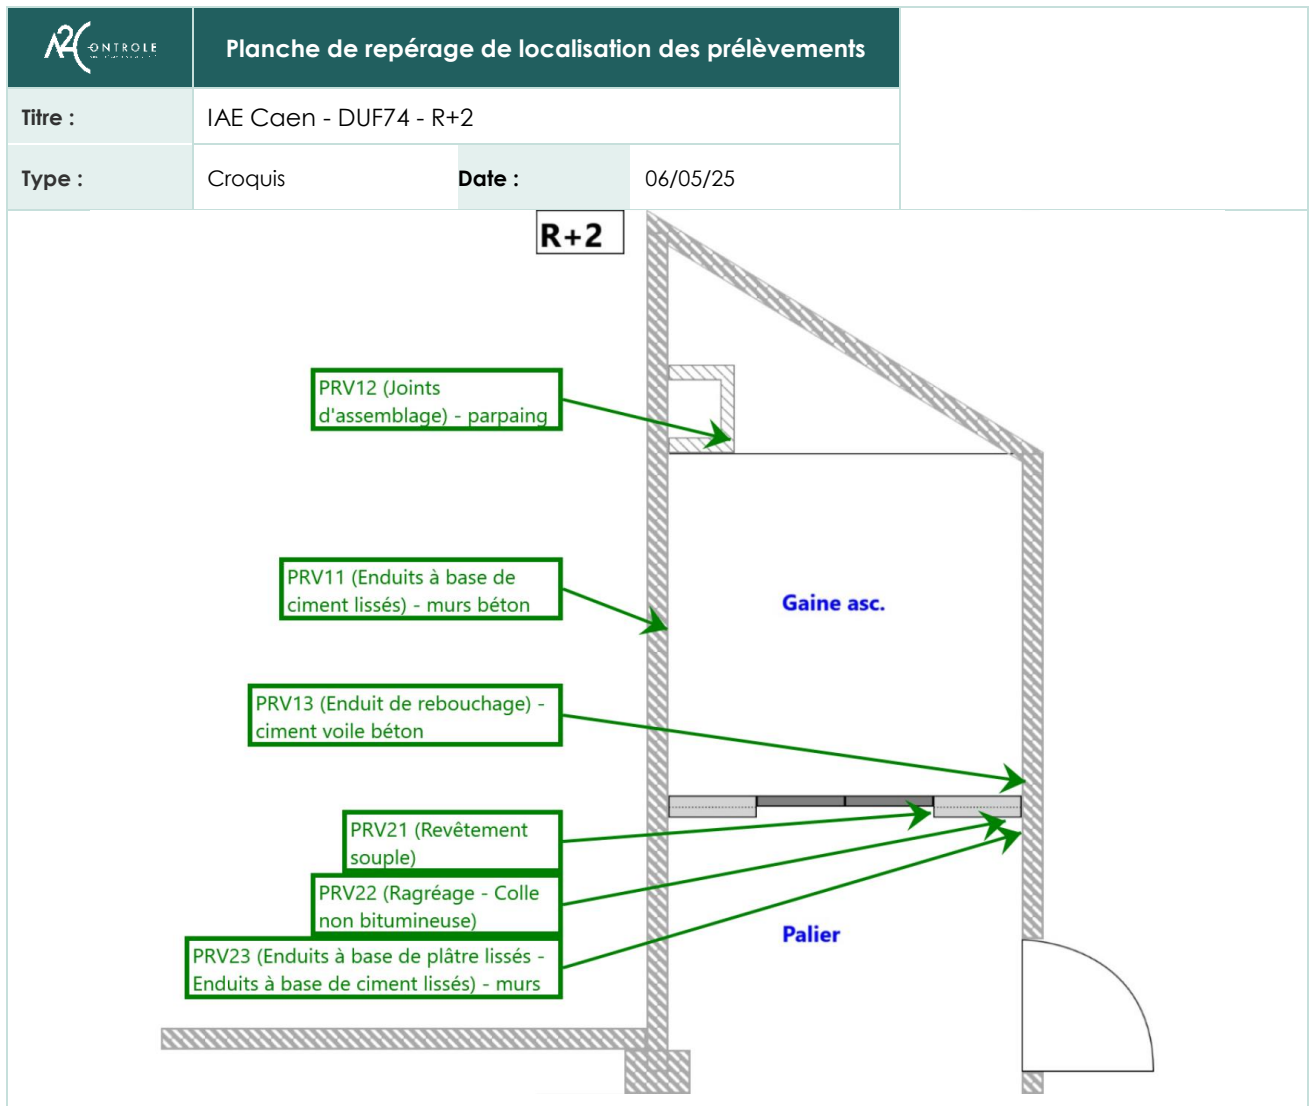 A2CONTROLE
Planche de repérage de localisation des prélèvements
Titre :
IAE Caen - DUF74 - R+2
Type :
Croquis
Date :
06/05/25
R+2
PRV12 (Joints
d'assemblage) - parpaing
PRV11 (Enduits à base de
ciment lissés) - murs béton
Gaine asc.
PRV13 (Enduit de rebouchage) -
ciment voile béton
PRV21 (Revêtement
souple)
PRV22 (Ragréage - Colle
non bitumineuse)
Palier
PRV23 (Enduits à base de plâtre lissés -
Enduits à base de ciment lissés) - murs